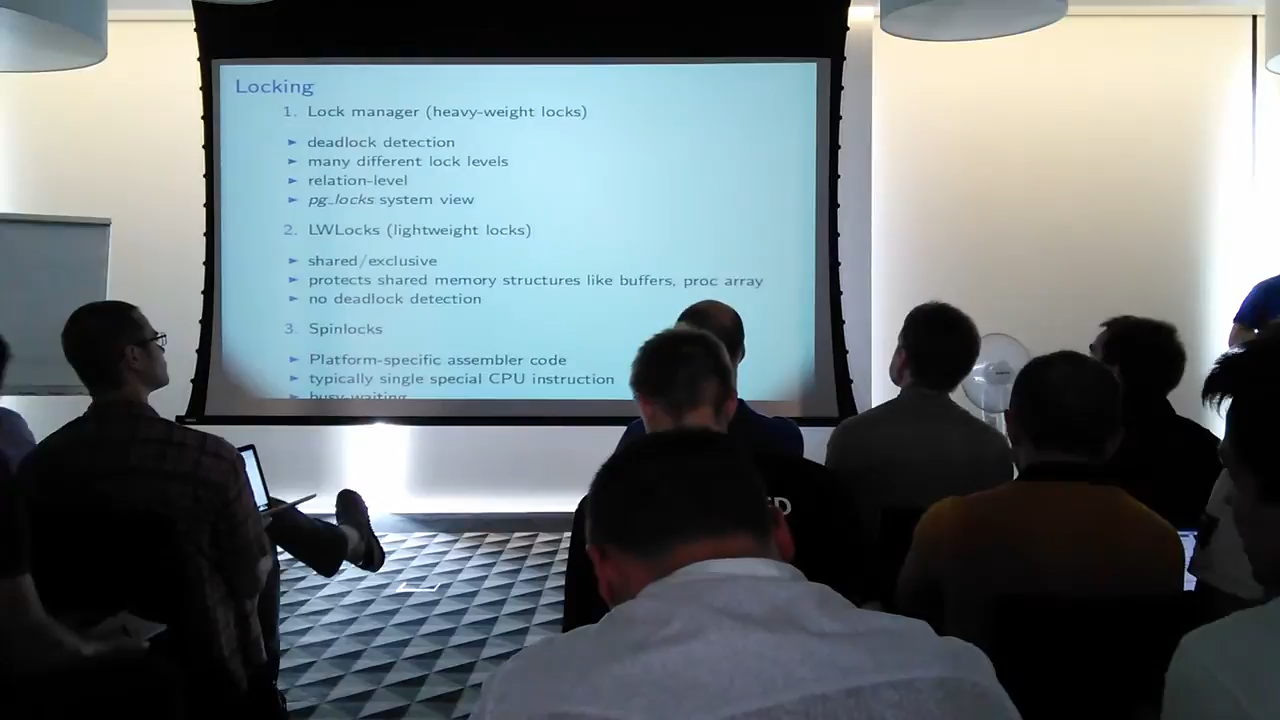 Locking
1. Lock manager (heavy-weight locks)
► deadlock detection
► many different lock levels
► relation-level
► pg_locks system view
2. LWLocks (lightweight locks)
► shared/exclusive
► protects shared memory structures like buffers, proc array
► no deadlock detection
3. Spinlocks
► Platform-specific assembler code
► typically single special CPU instruction
► busy-waiting